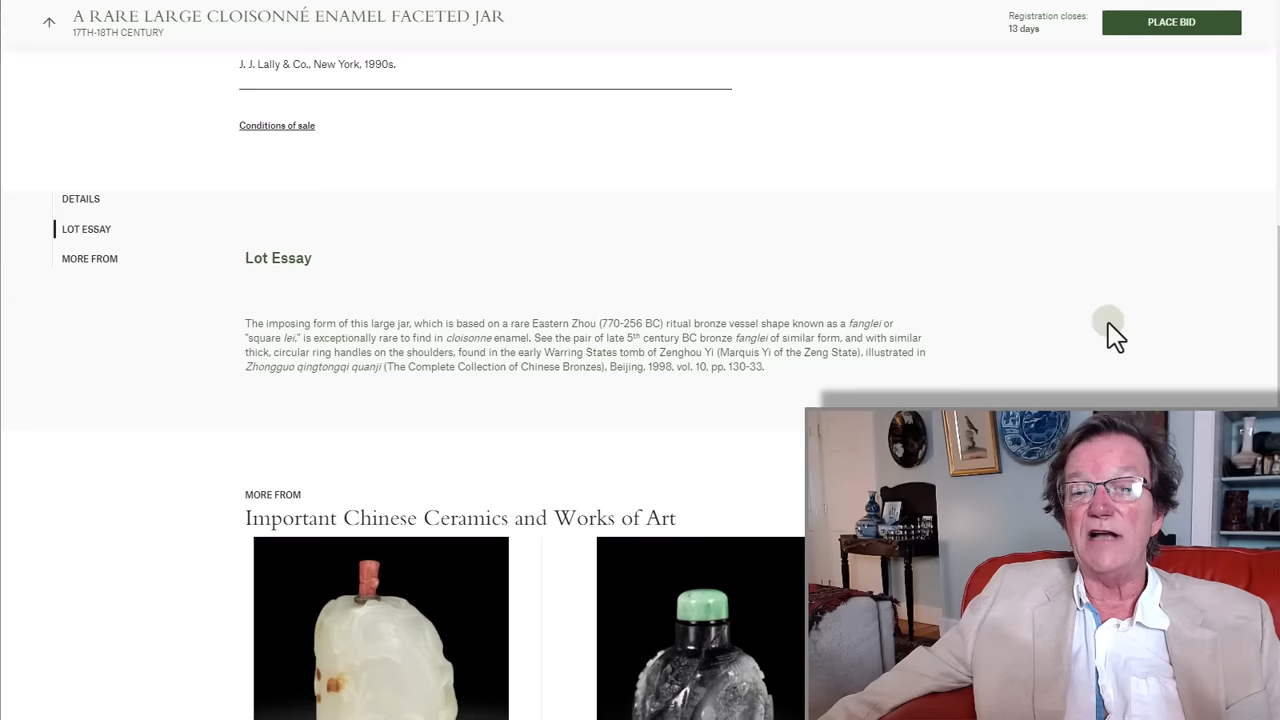 A RARE LARGE CLOISONNÉ ENAMEL FACETED JAR
17TH-18TH CENTURY
Registration closes:
13 days
PLACE BID
J. J. Lally & Co., New York, 1990s.
Conditions of sale
DETAILS
LOT ESSAY
MORE FROM
Lot Essay
The imposing form of this large jar, which is based on a rare Eastern Zhou (770-256 BC) ritual bronze vessel shape known as a fanglei or
"square lei," is exceptionally rare to find in cloisonne enamel. See the pair of late 5th century BC bronze fanglei of similar form, and with similar
thick, circular ring handles on the shoulders, found in the early Warring States tomb of Zenghou Yi (Marquis Yi of the Zeng State), illustrated in
Zhongguo qingtongqi quanji (The Complete Collection of Chinese Bronzes), Beijing, 1998, vol. 10, pp. 130-33.
MORE FROM
Important Chinese Ceramics and Works of Art